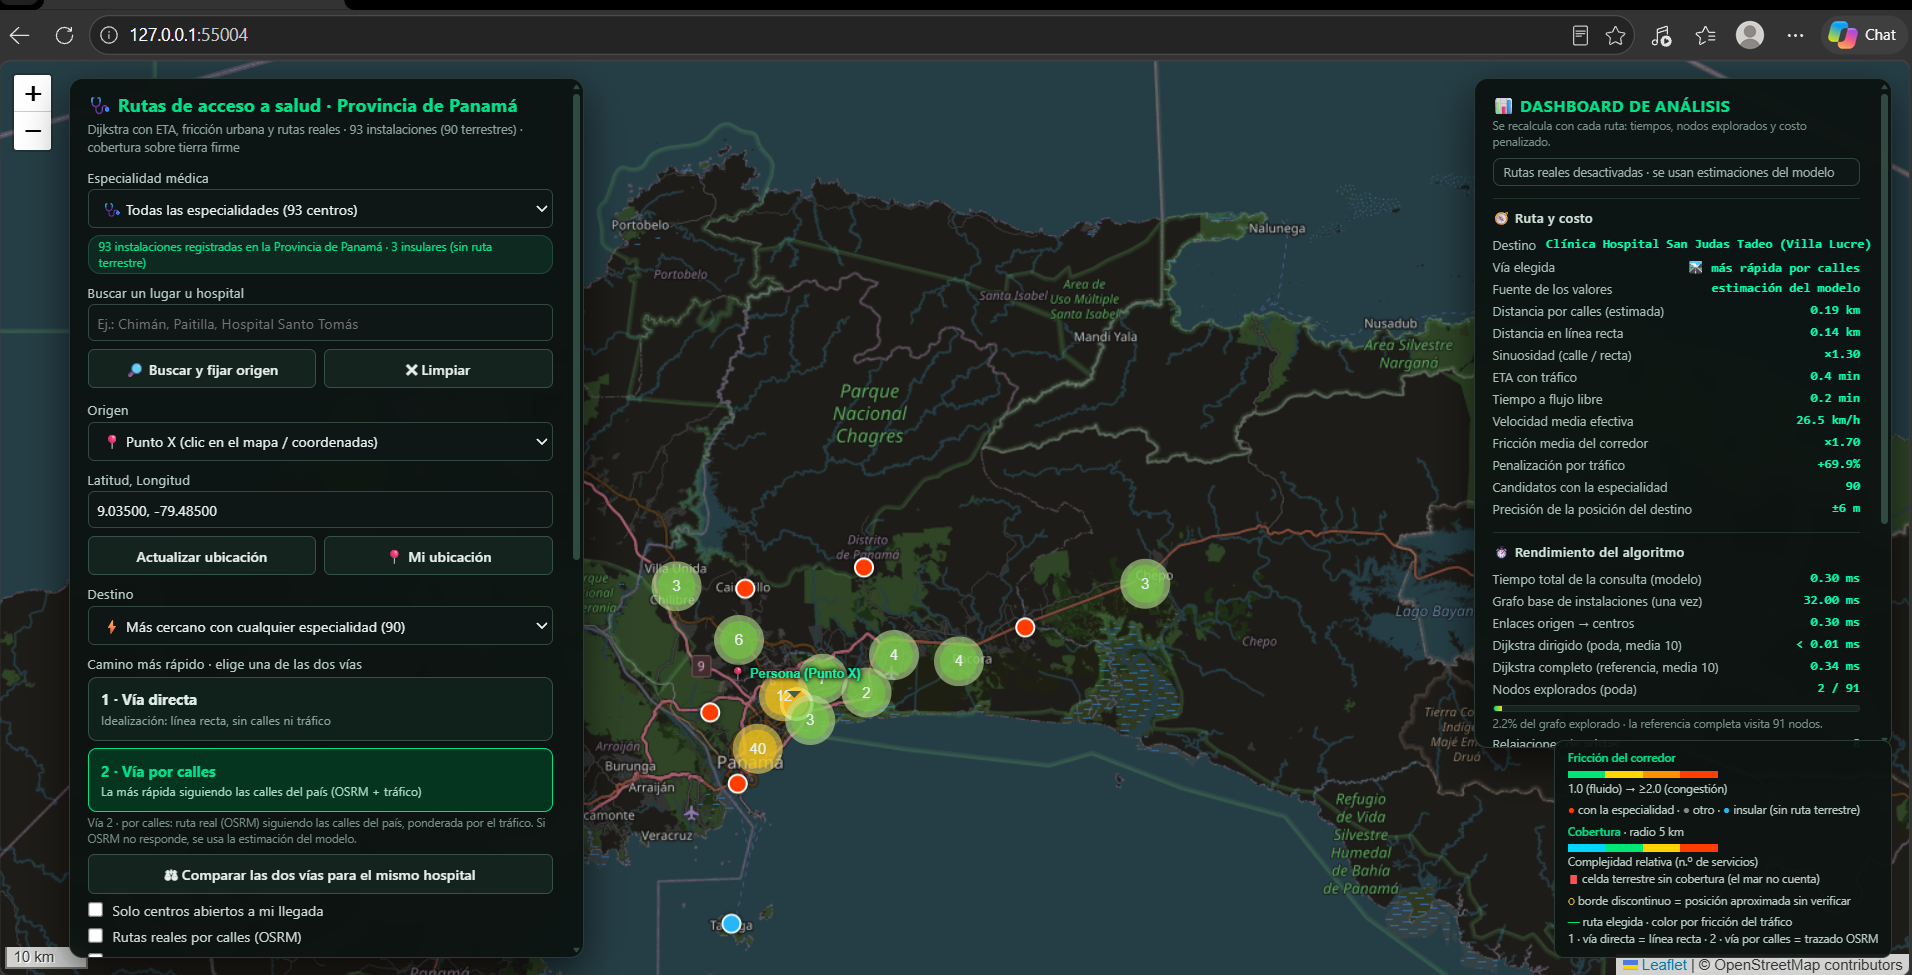 127.0.0.1:55004
Chat
+
−
Rutas de acceso a salud · Provincia de Panamá
Dijkstra con ETA, fricción urbana y rutas reales · 93 instalaciones (90 terrestres) ·
cobertura sobre tierra firme
Especialidad médica
Todas las especialidades (93 centros)
93 instalaciones registradas en la Provincia de Panamá · 3 insulares (sin ruta
terrestre)
Buscar un lugar u hospital
Ej.: Chimán, Paitilla, Hospital Santo Tomás
Buscar y fijar origen
Limpiar
Origen
Punto X (clic en el mapa / coordenadas)
Latitud, Longitud
9.03500, -79.48500
Actualizar ubicación
Mi ubicación
Destino
Más cercano con cualquier especialidad (90)
Camino más rápido · elige una de las dos vías
1 · Vía directa
Idealización: línea recta, sin calles ni tráfico
2 · Vía por calles
La más rápida siguiendo las calles del país (OSRM + tráfico)
Vía 2 · por calles: ruta real (OSRM) siguiendo las calles del país, ponderada por el tráfico. Si
OSRM no responde, se usa la estimación del modelo.
Comparar las dos vías para el mismo hospital
Solo centros abiertos a mi llegada
Rutas reales por calles (OSRM)
10 km
Portobelo
Portobelo
Nalunega
Santa Isabel
Área de
Uso Múltiple
Santa Isabel
Mandi Yala
Nusadub
Área Silvestre
Narganá
Parque
Nacional
Chagres
Distrito
de Panamá
Villa Unida
3
6
Persona (Punto X)
12
4
4
2
3
40
3
9
Chepo
Panamá
Arraiján
Burunga
Arraiján
Veracruz
Refugio
de Vida
Silvestre
Humedal
de Bahía
de Panamá
Panamá
DASHBOARD DE ANÁLISIS
Se recalcula con cada ruta: tiempos, nodos explorados y costo
penalizado.
Rutas reales desactivadas · se usan estimaciones del modelo
Ruta y costo
Destino Clínica Hospital San Judas Tadeo (Villa Lucre)
Vía elegida más rápida por calles
Fuente de los valores estimación del modelo
Distancia por calles (estimada) 0.19 km
Distancia en línea recta 0.14 km
Sinuosidad (calle / recta) ×1.30
ETA con tráfico 0.4 min
Tiempo a flujo libre 0.2 min
Velocidad media efectiva 26.5 km/h
Fricción media del corredor ×1.70
Penalización por tráfico +69.9%
Candidatos con la especialidad 90
Precisión de la posición del destino ±6 m
Rendimiento del algoritmo
Tiempo total de la consulta (modelo) 0.30 ms
Grafo base de instalaciones (una vez) 32.00 ms
Enlaces origen → centros 0.30 ms
Dijkstra dirigido (poda, media 10) < 0.01 ms
Dijkstra completo (referencia, media 10) 0.34 ms
Nodos explorados (poda) 2 / 91
2.2% del grafo explorado · la referencia completa visita 91 nodos.
Fricción del corredor
1.0 (fluido) → ≥2.0 (congestión)
con la especialidad · otro · insular (sin ruta terrestre)
Cobertura · radio 5 km
Complejidad relativa (n.º de servicios)
celda terrestre sin cobertura (el mar no cuenta)
borde discontinuo = posición aproximada sin verificar
ruta elegida · color por fricción del tráfico
1 · vía directa = línea recta · 2 · vía por calles = trazado OSRM
Leaflet | © OpenStreetMap contributors